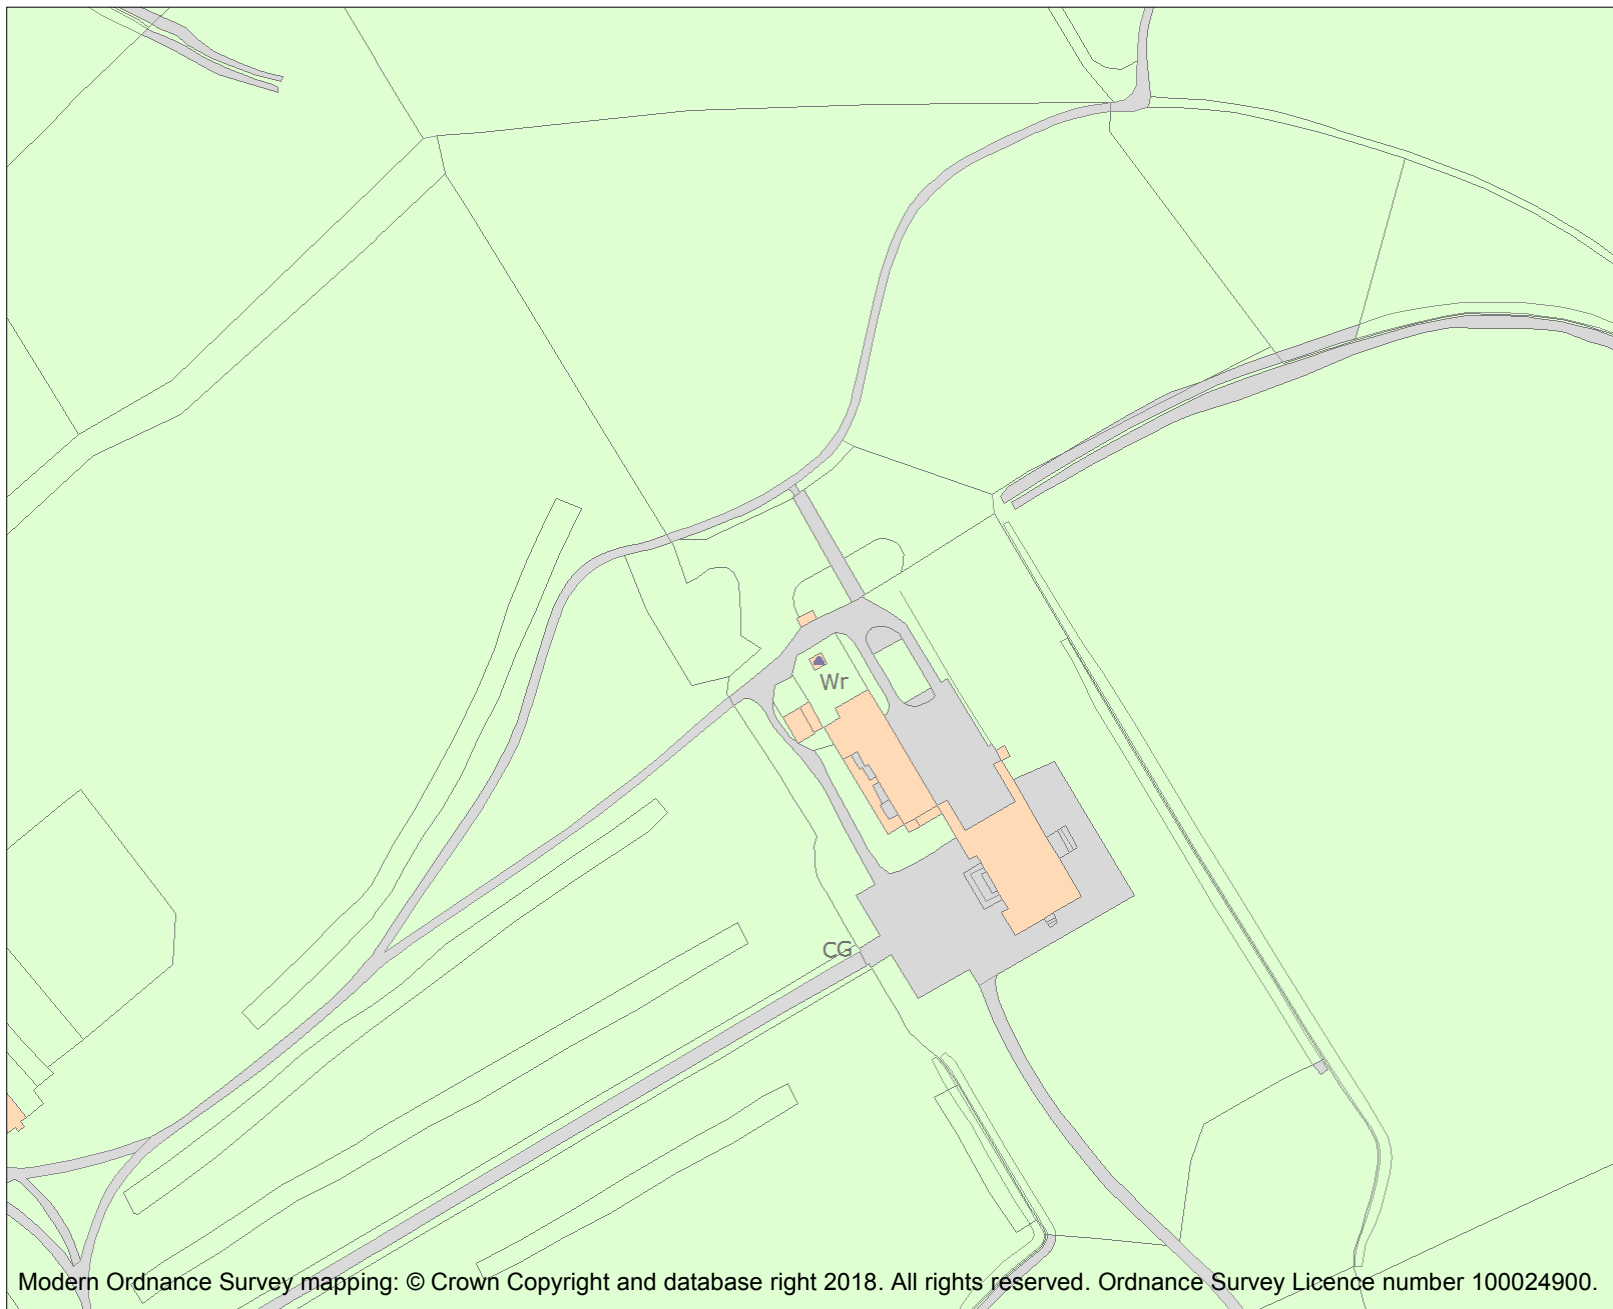 Wr
CG
Modern Ordnance Survey mapping: © Crown Copyright and database right 2018. All rights reserved. Ordnance Survey Licence number 100024900.